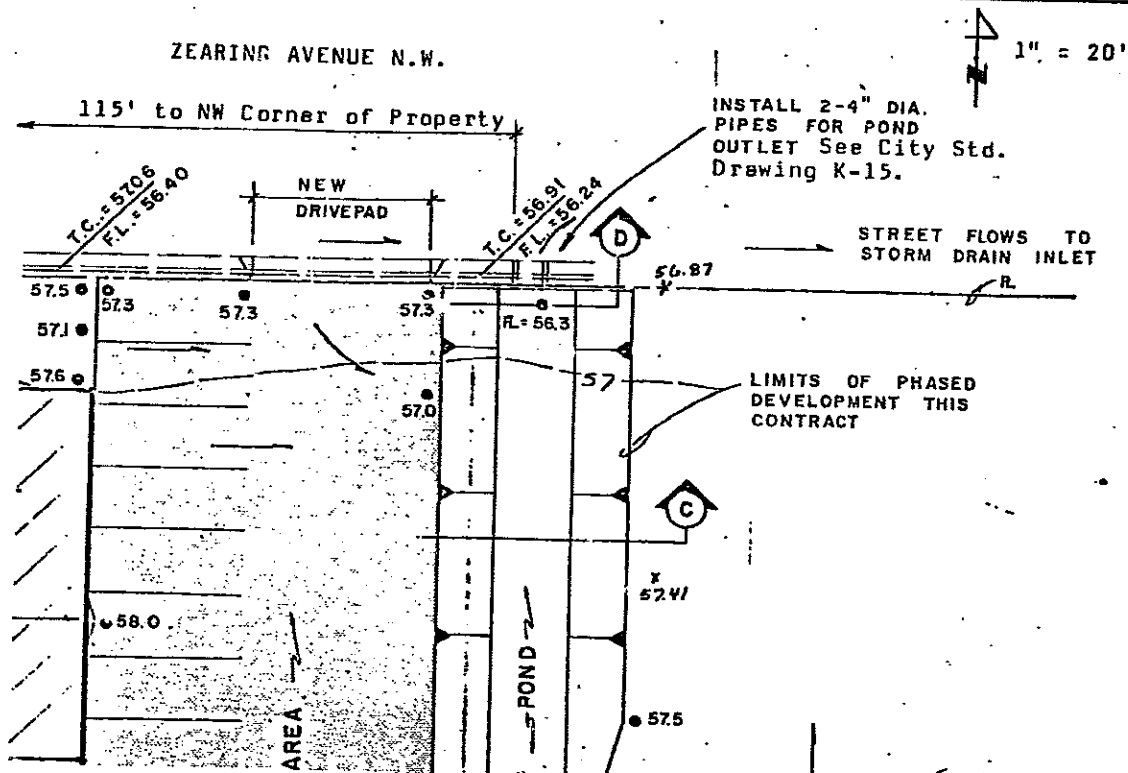 ZEARING AVENUE N.W.
N
1" = 20'
115' to NW Corner of Property
INSTALL 2-4" DIA.
PIPES FOR POND
OUTLET See City Std.
Drawing K-15.
T.C. = 57.06
F.L. = 56.40
NEW
DRIVEPAD
T.C. = 56.91
F.L. = 56.24
D
STREET FLOWS TO
STORM DRAIN INLET
56.87
57.5
57.3
57.3
57.3
FL = 56.3
57.1
57.6
57.0
57
LIMITS OF PHASED
DEVELOPMENT THIS
CONTRACT
C
57.41
58.0
57.5
AREA
POND